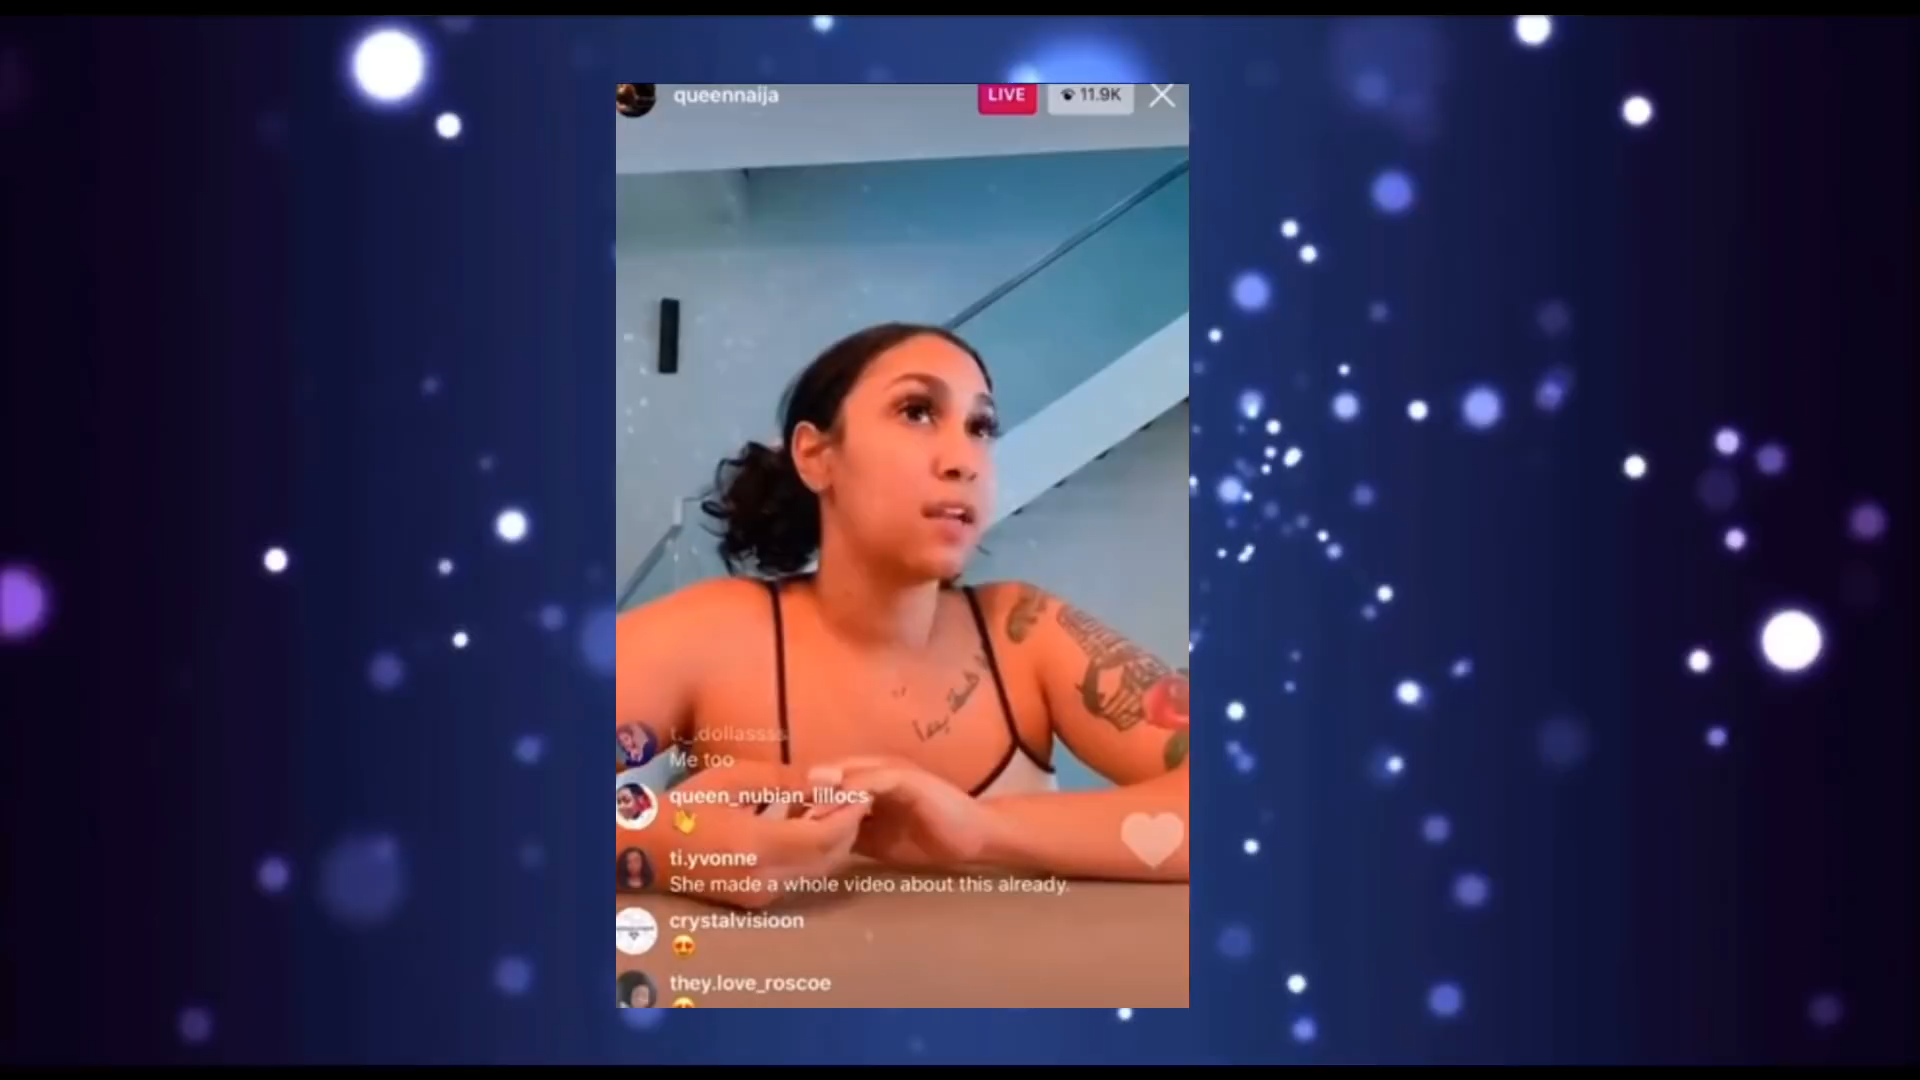 queennaija
LIVE
11.9K
t._.dollassss
Me too
queen_nubian_lillocs
👋
ti.yvonne
She made a whole video about this already.
crystalvisioon
😍
they.love_roscoe